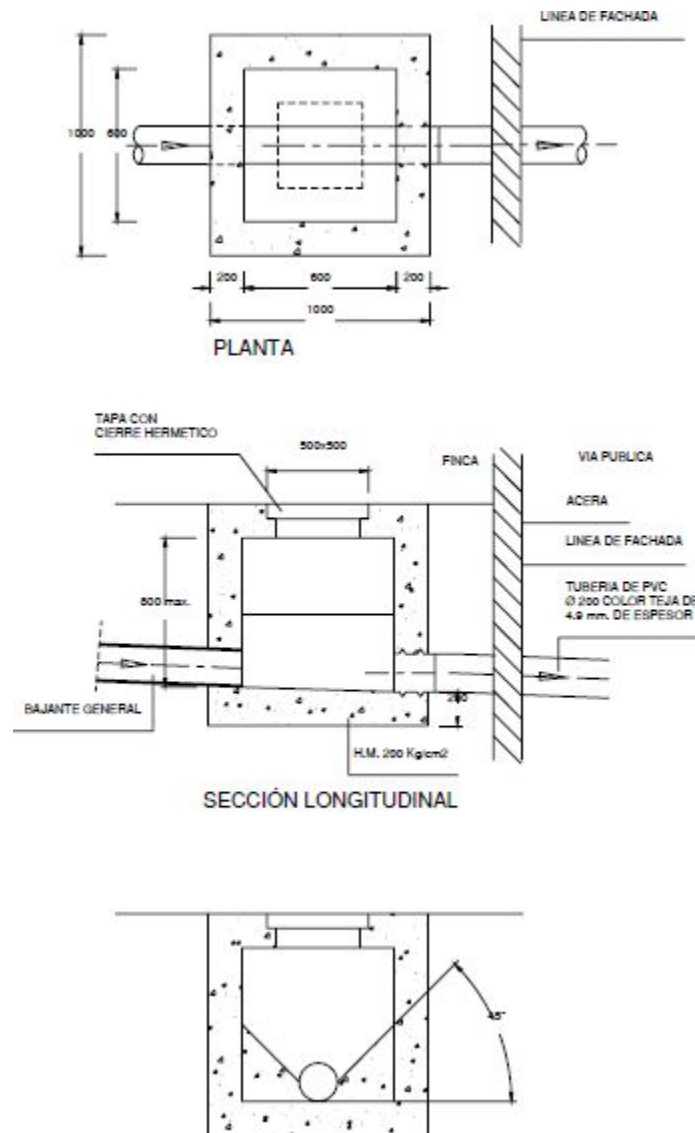 LINEA DE FACHADA
1000
600
200
600
200
1000
PLANTA
TAPA CON
CIERRE HERMETICO
500x500
FINCA
VIA PUBLICA
ACERA
LINEA DE FACHADA
TUBERIA DE PVC
Ø 200 COLOR TEJA DE
4.9 mm. DE ESPESOR
800 max.
BAJANTE GENERAL
200
H.M. 200 Kg/cm2
SECCIÓN LONGITUDINAL
45°